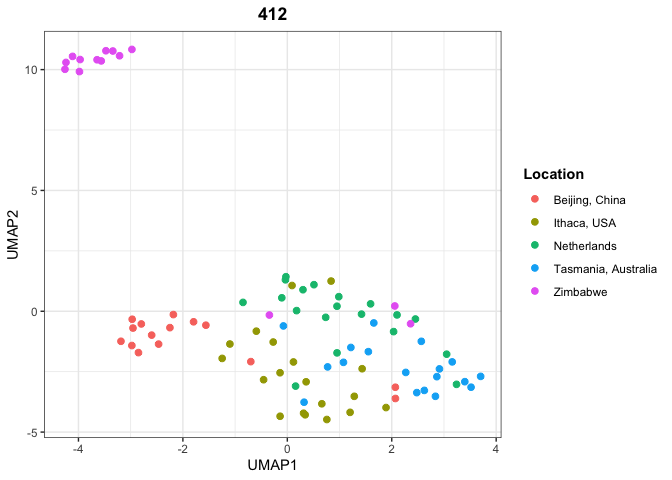 412
10
5
0
-5
UMAP2
-4
-2
0
2
4
UMAP1
Location
Beijing, China
Ithaca, USA
Netherlands
Tasmania, Australia
Zimbabwe